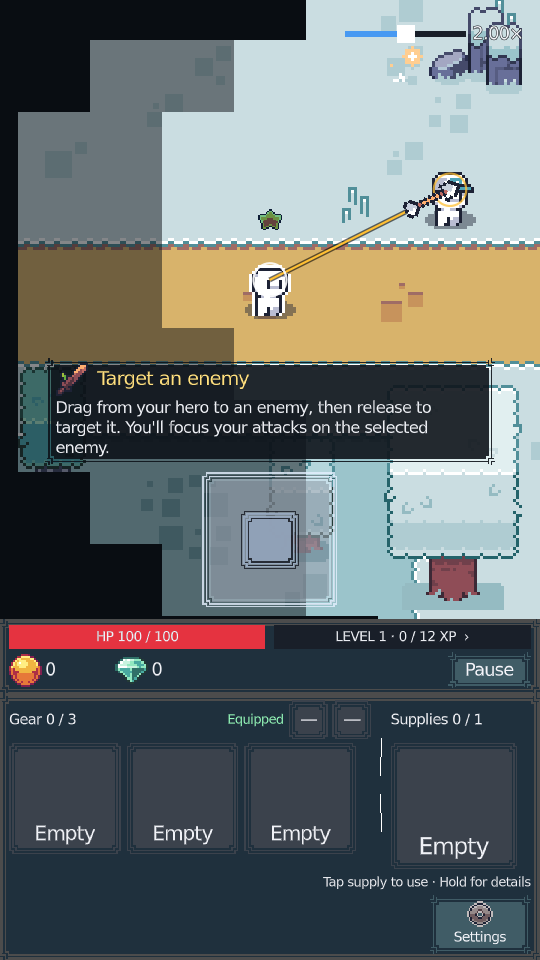 2.00×
Target an enemy
Drag from your hero to an enemy, then release to
target it. You'll focus your attacks on the selected
enemy.
HP 100 / 100
LEVEL 1 · 0 / 12 XP ›
0
0
Pause
Gear 0 / 3
Equipped
—
—
Supplies 0 / 1
Empty
Empty
Empty
Empty
Tap supply to use · Hold for details
Settings